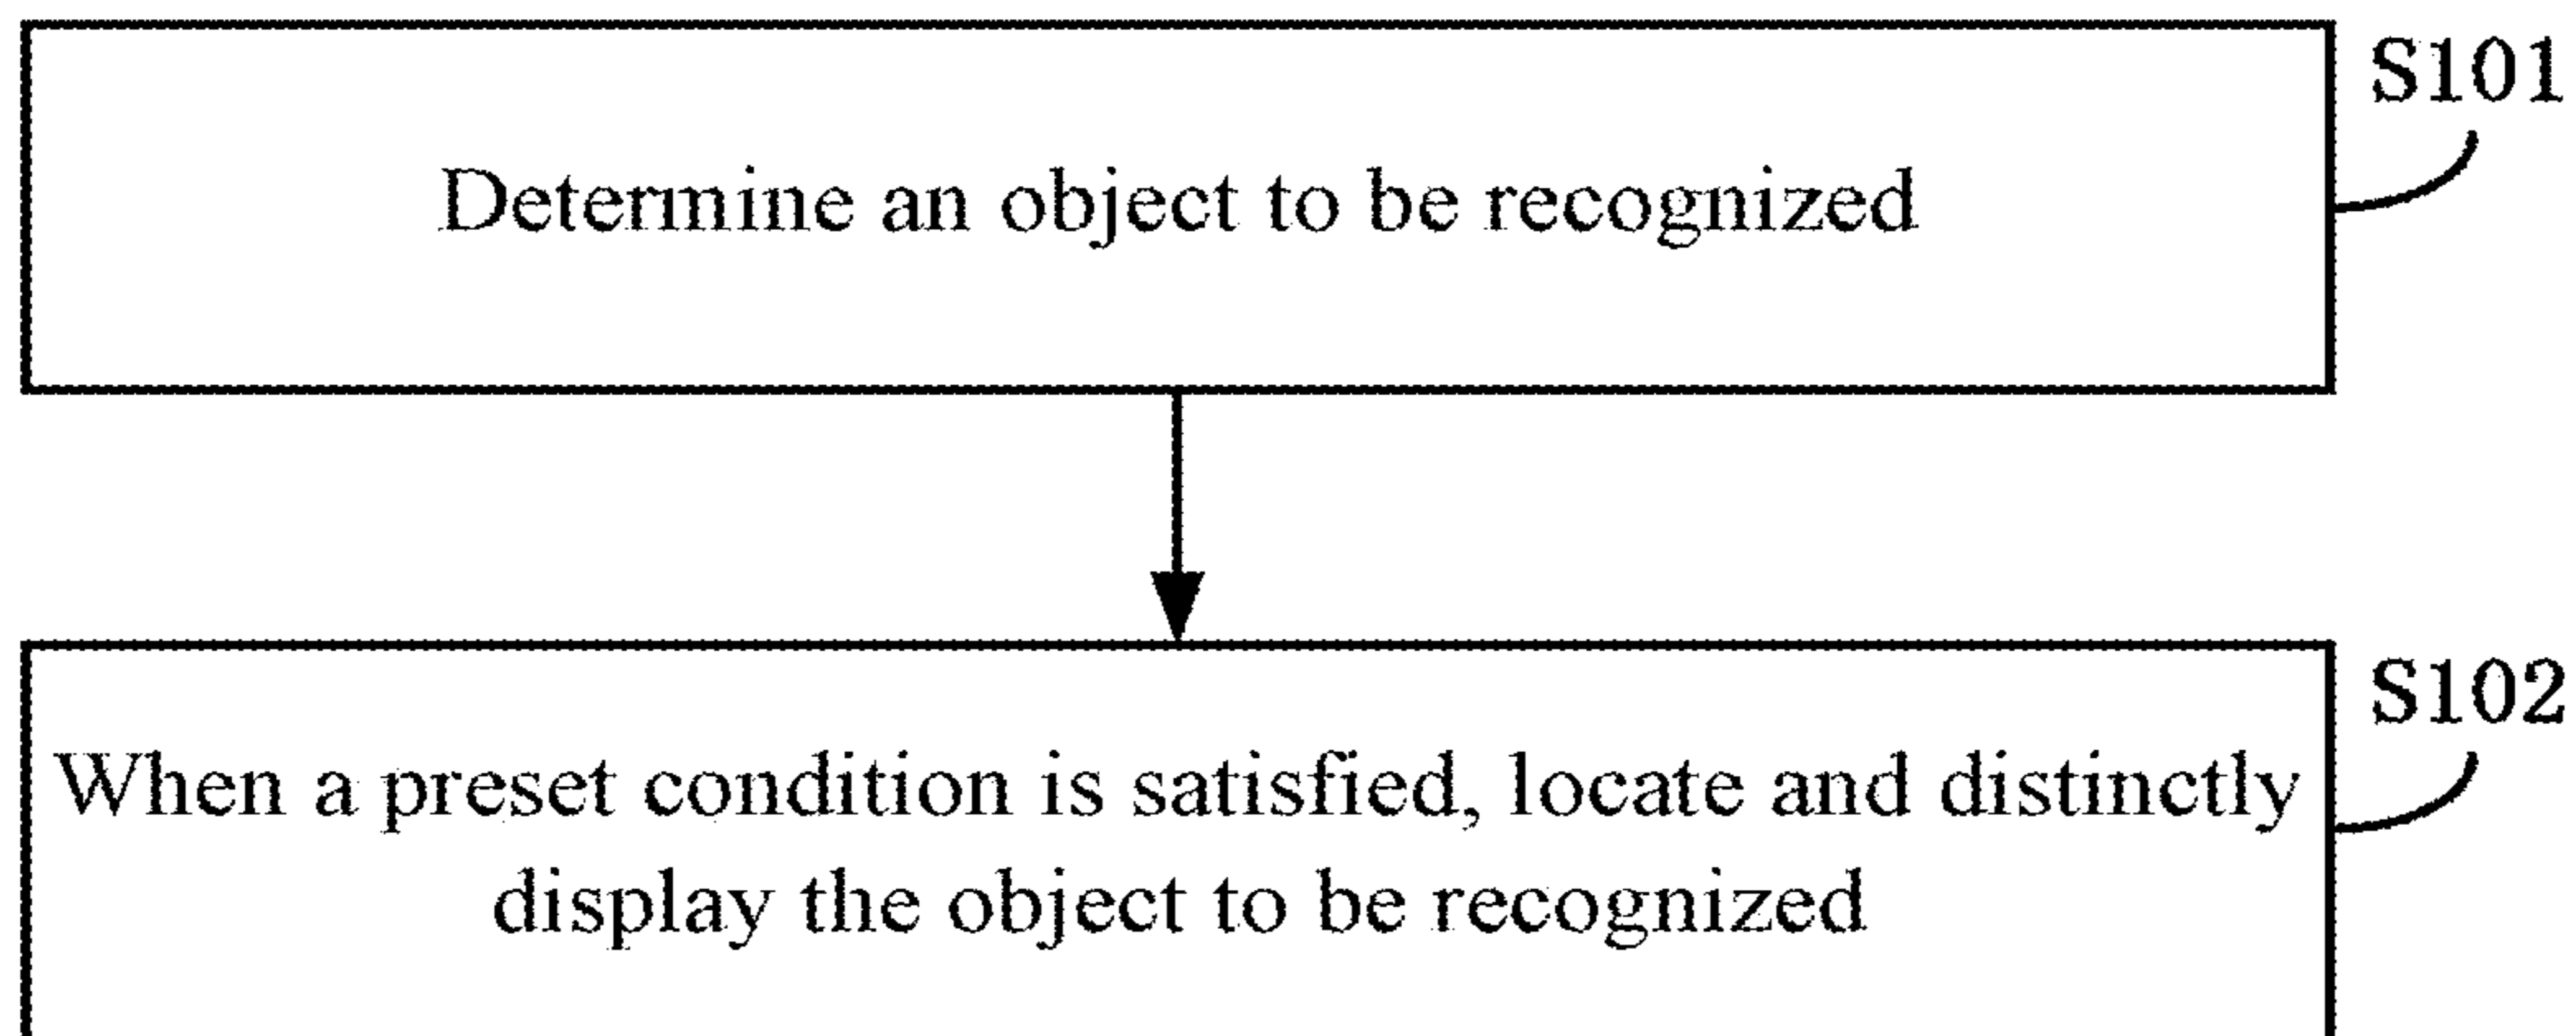 S101
Determine an object to be recognized
S102
When a preset condition is satisfied, locate and distinctly
display the object to be recognized